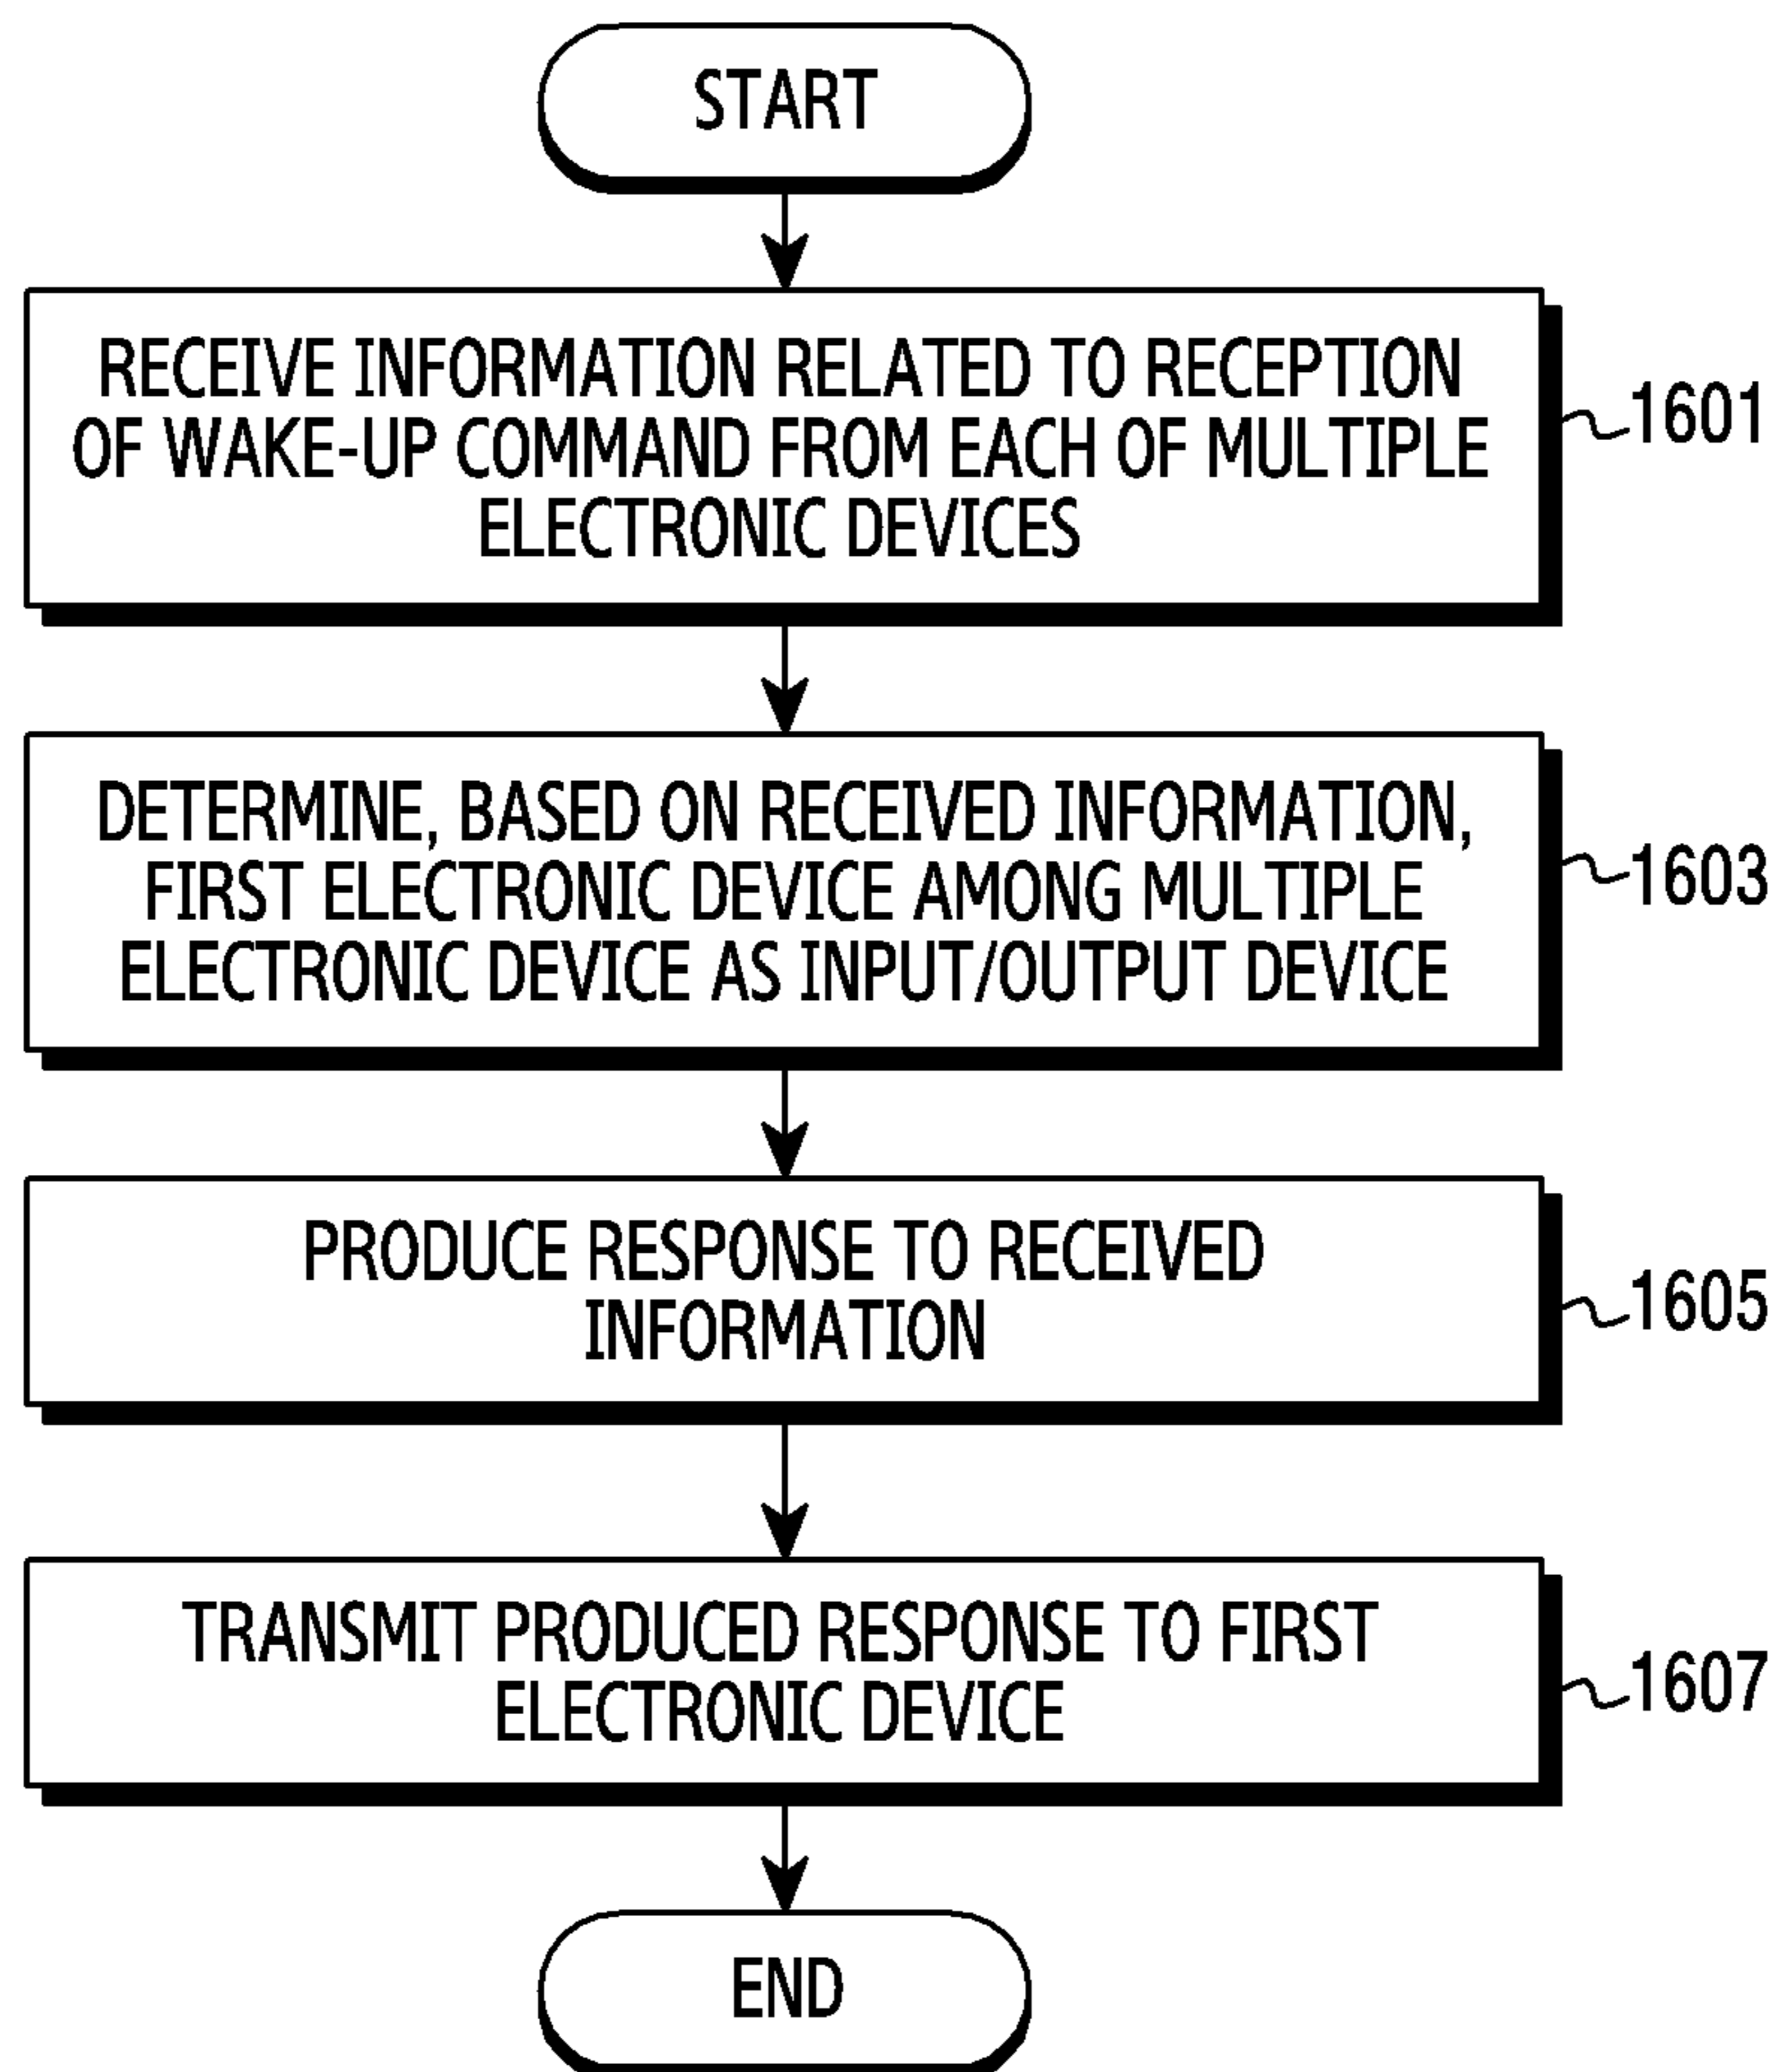 START
RECEIVE INFORMATION RELATED TO RECEPTION
OF WAKE-UP COMMAND FROM EACH OF MULTIPLE
ELECTRONIC DEVICES
1601
DETERMINE, BASED ON RECEIVED INFORMATION,
FIRST ELECTRONIC DEVICE AMONG MULTIPLE
ELECTRONIC DEVICE AS INPUT/OUTPUT DEVICE
1603
PRODUCE RESPONSE TO RECEIVED
INFORMATION
1605
TRANSMIT PRODUCED RESPONSE TO FIRST
ELECTRONIC DEVICE
1607
END